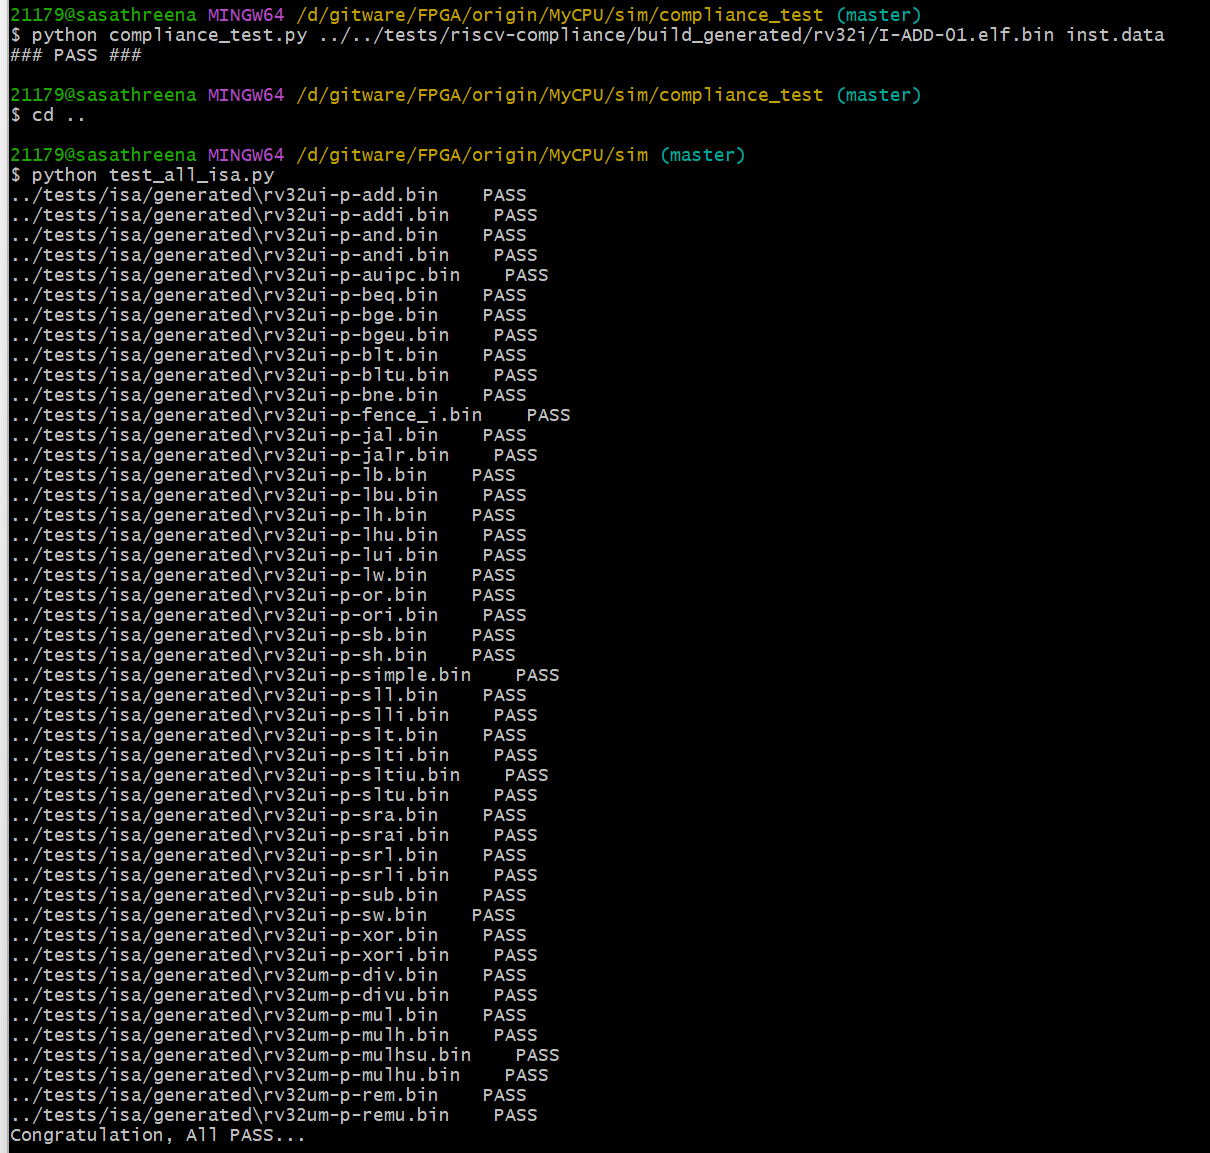 21179@sasathreena MINGW64 /d/gitware/FPGA/origin/MyCPU/sim/compliance_test (master)
$ python compliance_test.py ../../tests/riscv-compliance/build_generated/rv32i/I-ADD-01.elf.bin inst.data
### PASS ###
21179@sasathreena MINGW64 /d/gitware/FPGA/origin/MyCPU/sim/compliance_test (master)
$ cd ..
21179@sasathreena MINGW64 /d/gitware/FPGA/origin/MyCPU/sim (master)
$ python test_all_isa.py
../tests/isa/generated\rv32ui-p-add.bin    PASS
../tests/isa/generated\rv32ui-p-addi.bin    PASS
../tests/isa/generated\rv32ui-p-and.bin    PASS
../tests/isa/generated\rv32ui-p-andi.bin    PASS
../tests/isa/generated\rv32ui-p-auipc.bin    PASS
../tests/isa/generated\rv32ui-p-beq.bin    PASS
../tests/isa/generated\rv32ui-p-bge.bin    PASS
../tests/isa/generated\rv32ui-p-bgeu.bin    PASS
../tests/isa/generated\rv32ui-p-blt.bin    PASS
../tests/isa/generated\rv32ui-p-bltu.bin    PASS
../tests/isa/generated\rv32ui-p-bne.bin    PASS
../tests/isa/generated\rv32ui-p-fence_i.bin    PASS
../tests/isa/generated\rv32ui-p-jal.bin    PASS
../tests/isa/generated\rv32ui-p-jalr.bin    PASS
../tests/isa/generated\rv32ui-p-lb.bin    PASS
../tests/isa/generated\rv32ui-p-lbu.bin    PASS
../tests/isa/generated\rv32ui-p-lh.bin    PASS
../tests/isa/generated\rv32ui-p-lhu.bin    PASS
../tests/isa/generated\rv32ui-p-lui.bin    PASS
../tests/isa/generated\rv32ui-p-lw.bin    PASS
../tests/isa/generated\rv32ui-p-or.bin    PASS
../tests/isa/generated\rv32ui-p-ori.bin    PASS
../tests/isa/generated\rv32ui-p-sb.bin    PASS
../tests/isa/generated\rv32ui-p-sh.bin    PASS
../tests/isa/generated\rv32ui-p-simple.bin    PASS
../tests/isa/generated\rv32ui-p-sll.bin    PASS
../tests/isa/generated\rv32ui-p-slli.bin    PASS
../tests/isa/generated\rv32ui-p-slt.bin    PASS
../tests/isa/generated\rv32ui-p-slti.bin    PASS
../tests/isa/generated\rv32ui-p-sltiu.bin    PASS
../tests/isa/generated\rv32ui-p-sltu.bin    PASS
../tests/isa/generated\rv32ui-p-sra.bin    PASS
../tests/isa/generated\rv32ui-p-srai.bin    PASS
../tests/isa/generated\rv32ui-p-srl.bin    PASS
../tests/isa/generated\rv32ui-p-srli.bin    PASS
../tests/isa/generated\rv32ui-p-sub.bin    PASS
../tests/isa/generated\rv32ui-p-sw.bin    PASS
../tests/isa/generated\rv32ui-p-xor.bin    PASS
../tests/isa/generated\rv32ui-p-xori.bin    PASS
../tests/isa/generated\rv32um-p-div.bin    PASS
../tests/isa/generated\rv32um-p-divu.bin    PASS
../tests/isa/generated\rv32um-p-mul.bin    PASS
../tests/isa/generated\rv32um-p-mulh.bin    PASS
../tests/isa/generated\rv32um-p-mulhsu.bin    PASS
../tests/isa/generated\rv32um-p-mulhu.bin    PASS
../tests/isa/generated\rv32um-p-rem.bin    PASS
../tests/isa/generated\rv32um-p-remu.bin    PASS
Congratulation, All PASS...